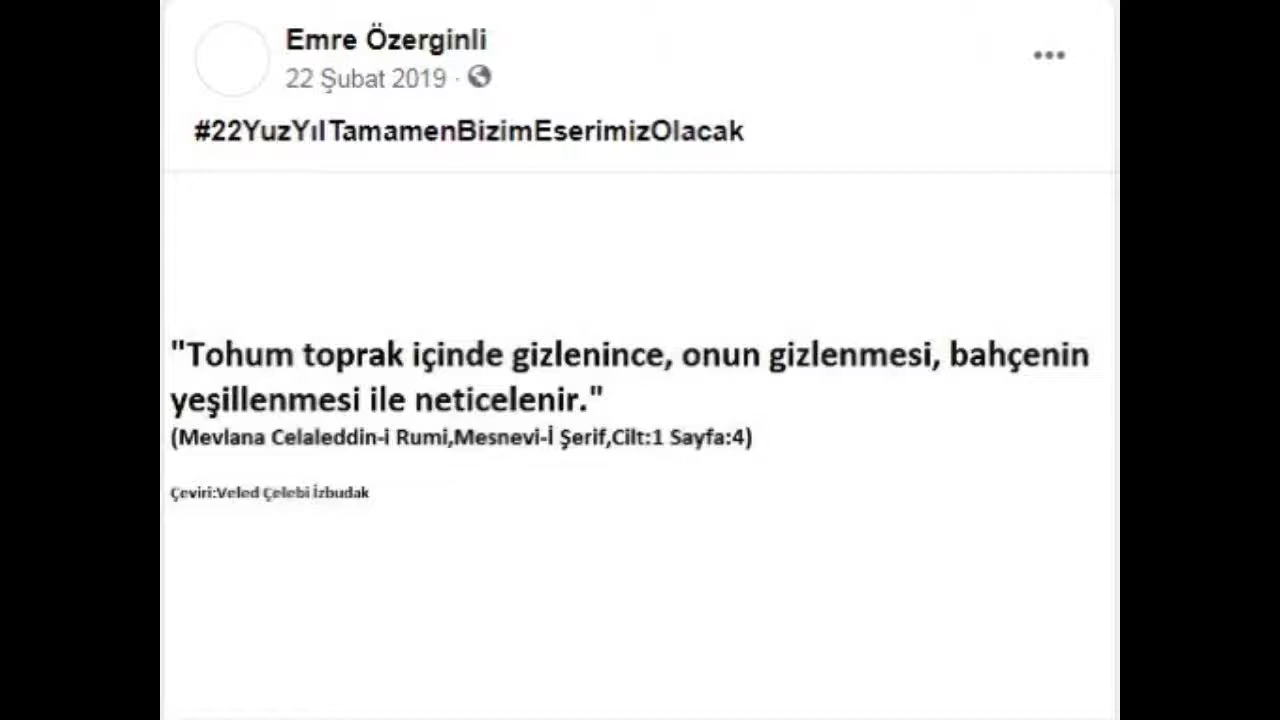 Emre Özerginli
22 Şubat 2019 ·
#22YuzYılTamamenBizimEserimizOlacak
"Tohum toprak içinde gizlenince, onun gizlenmesi, bahçenin
yeşillenmesi ile neticelenir."
(Mevlana Celaleddin-i Rumi,Mesnevi-İ Şerif,Cilt:1 Sayfa:4)
Çeviri:Veled Çelebi İzbudak